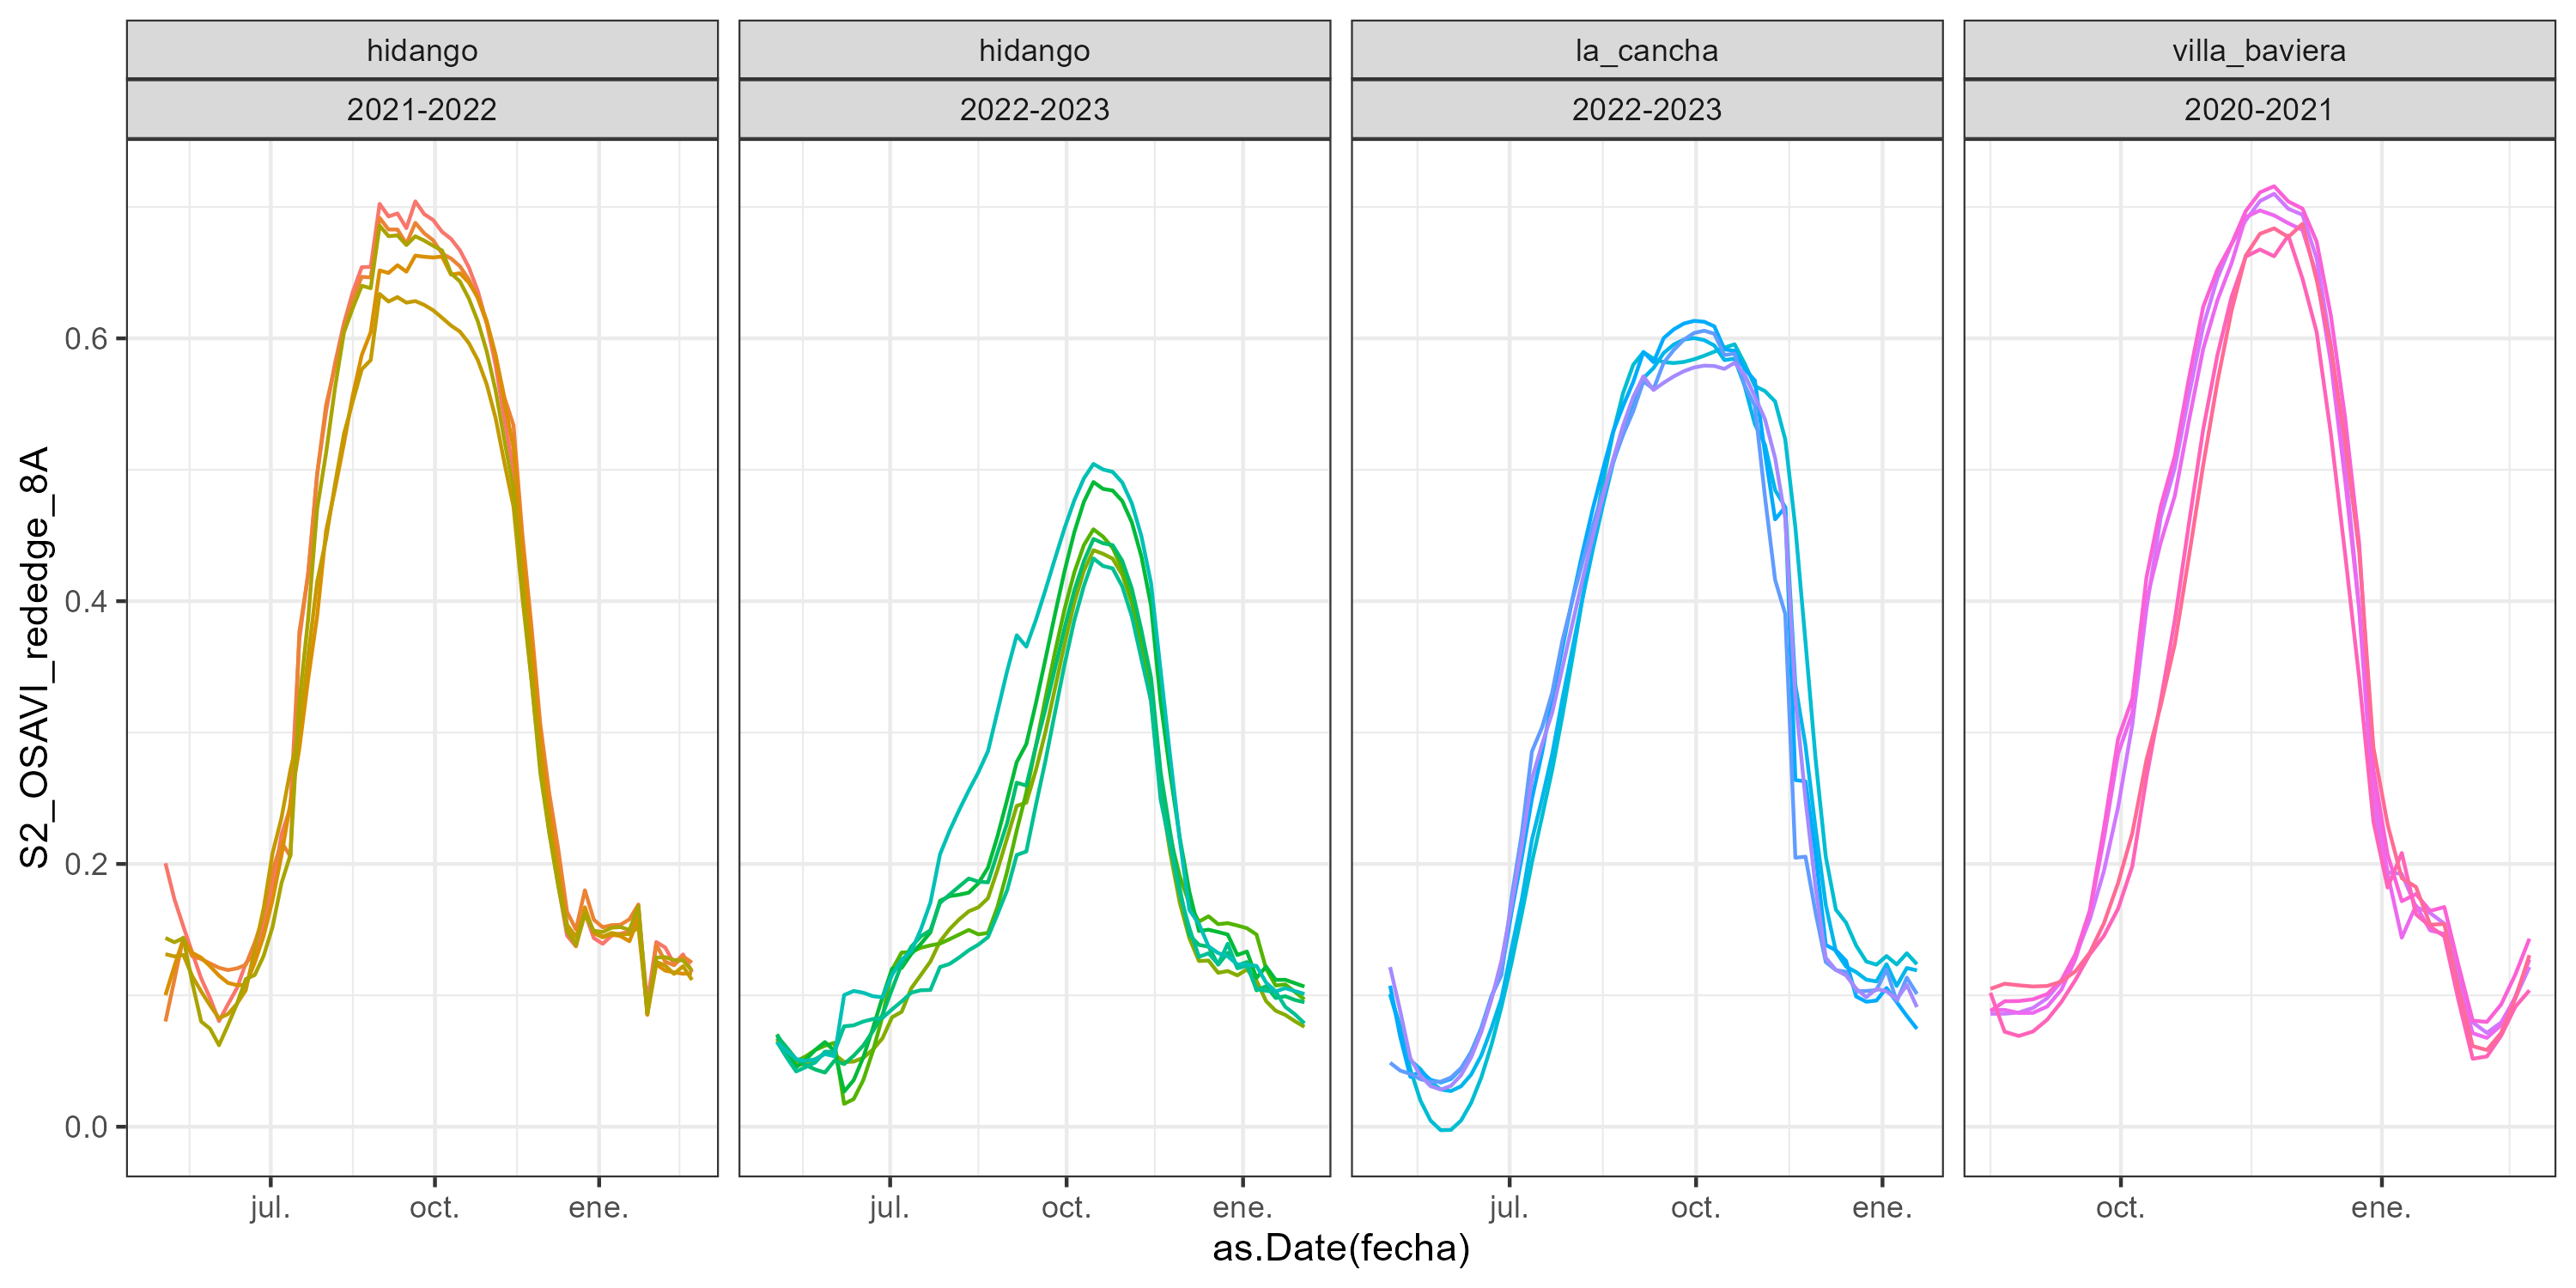 hidango
hidango
la_cancha
villa_baviera
2021-2022
2022-2023
2022-2023
2020-2021
S2_OSAVI_rededge_8A
0.6
0.4
0.2
0.0
jul. oct. ene.
jul. oct. ene.
jul. oct. ene.
oct. ene.
as.Date(fecha)